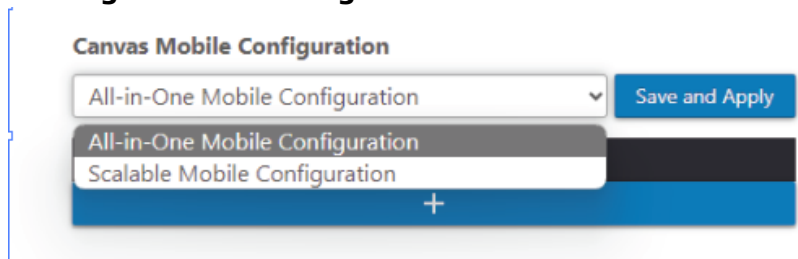 Canvas Mobile Configuration
All-in-One Mobile Configuration
Save and Apply
All-in-One Mobile Configuration
Scalable Mobile Configuration
+